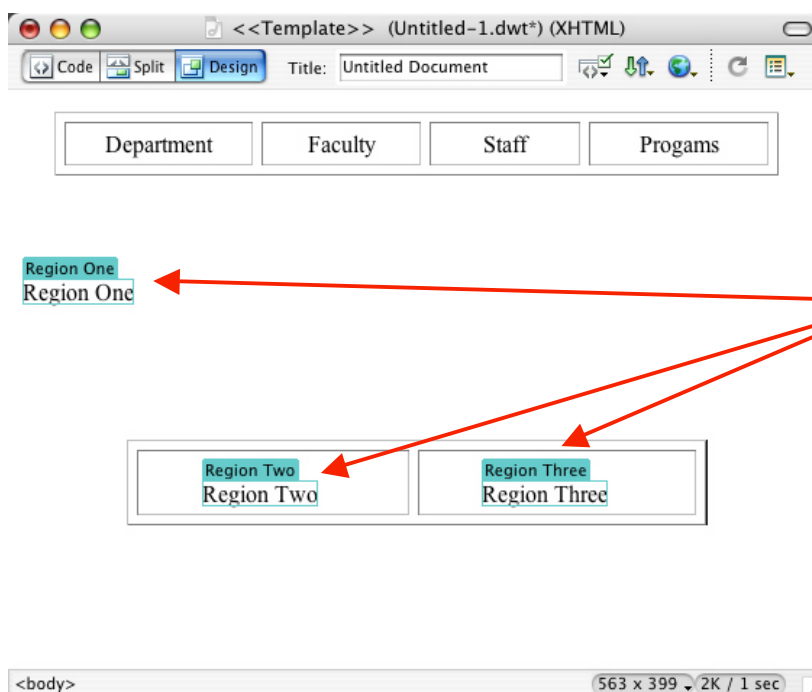 <<Template>> (Untitled-1.dwt*) (XHTML)
Code Split Design Title: Untitled Document
Department Faculty Staff Progams
Region One
Region One
Region Two Region Three
Region Two Region Three
<body> 563 x 399 2K / 1 sec